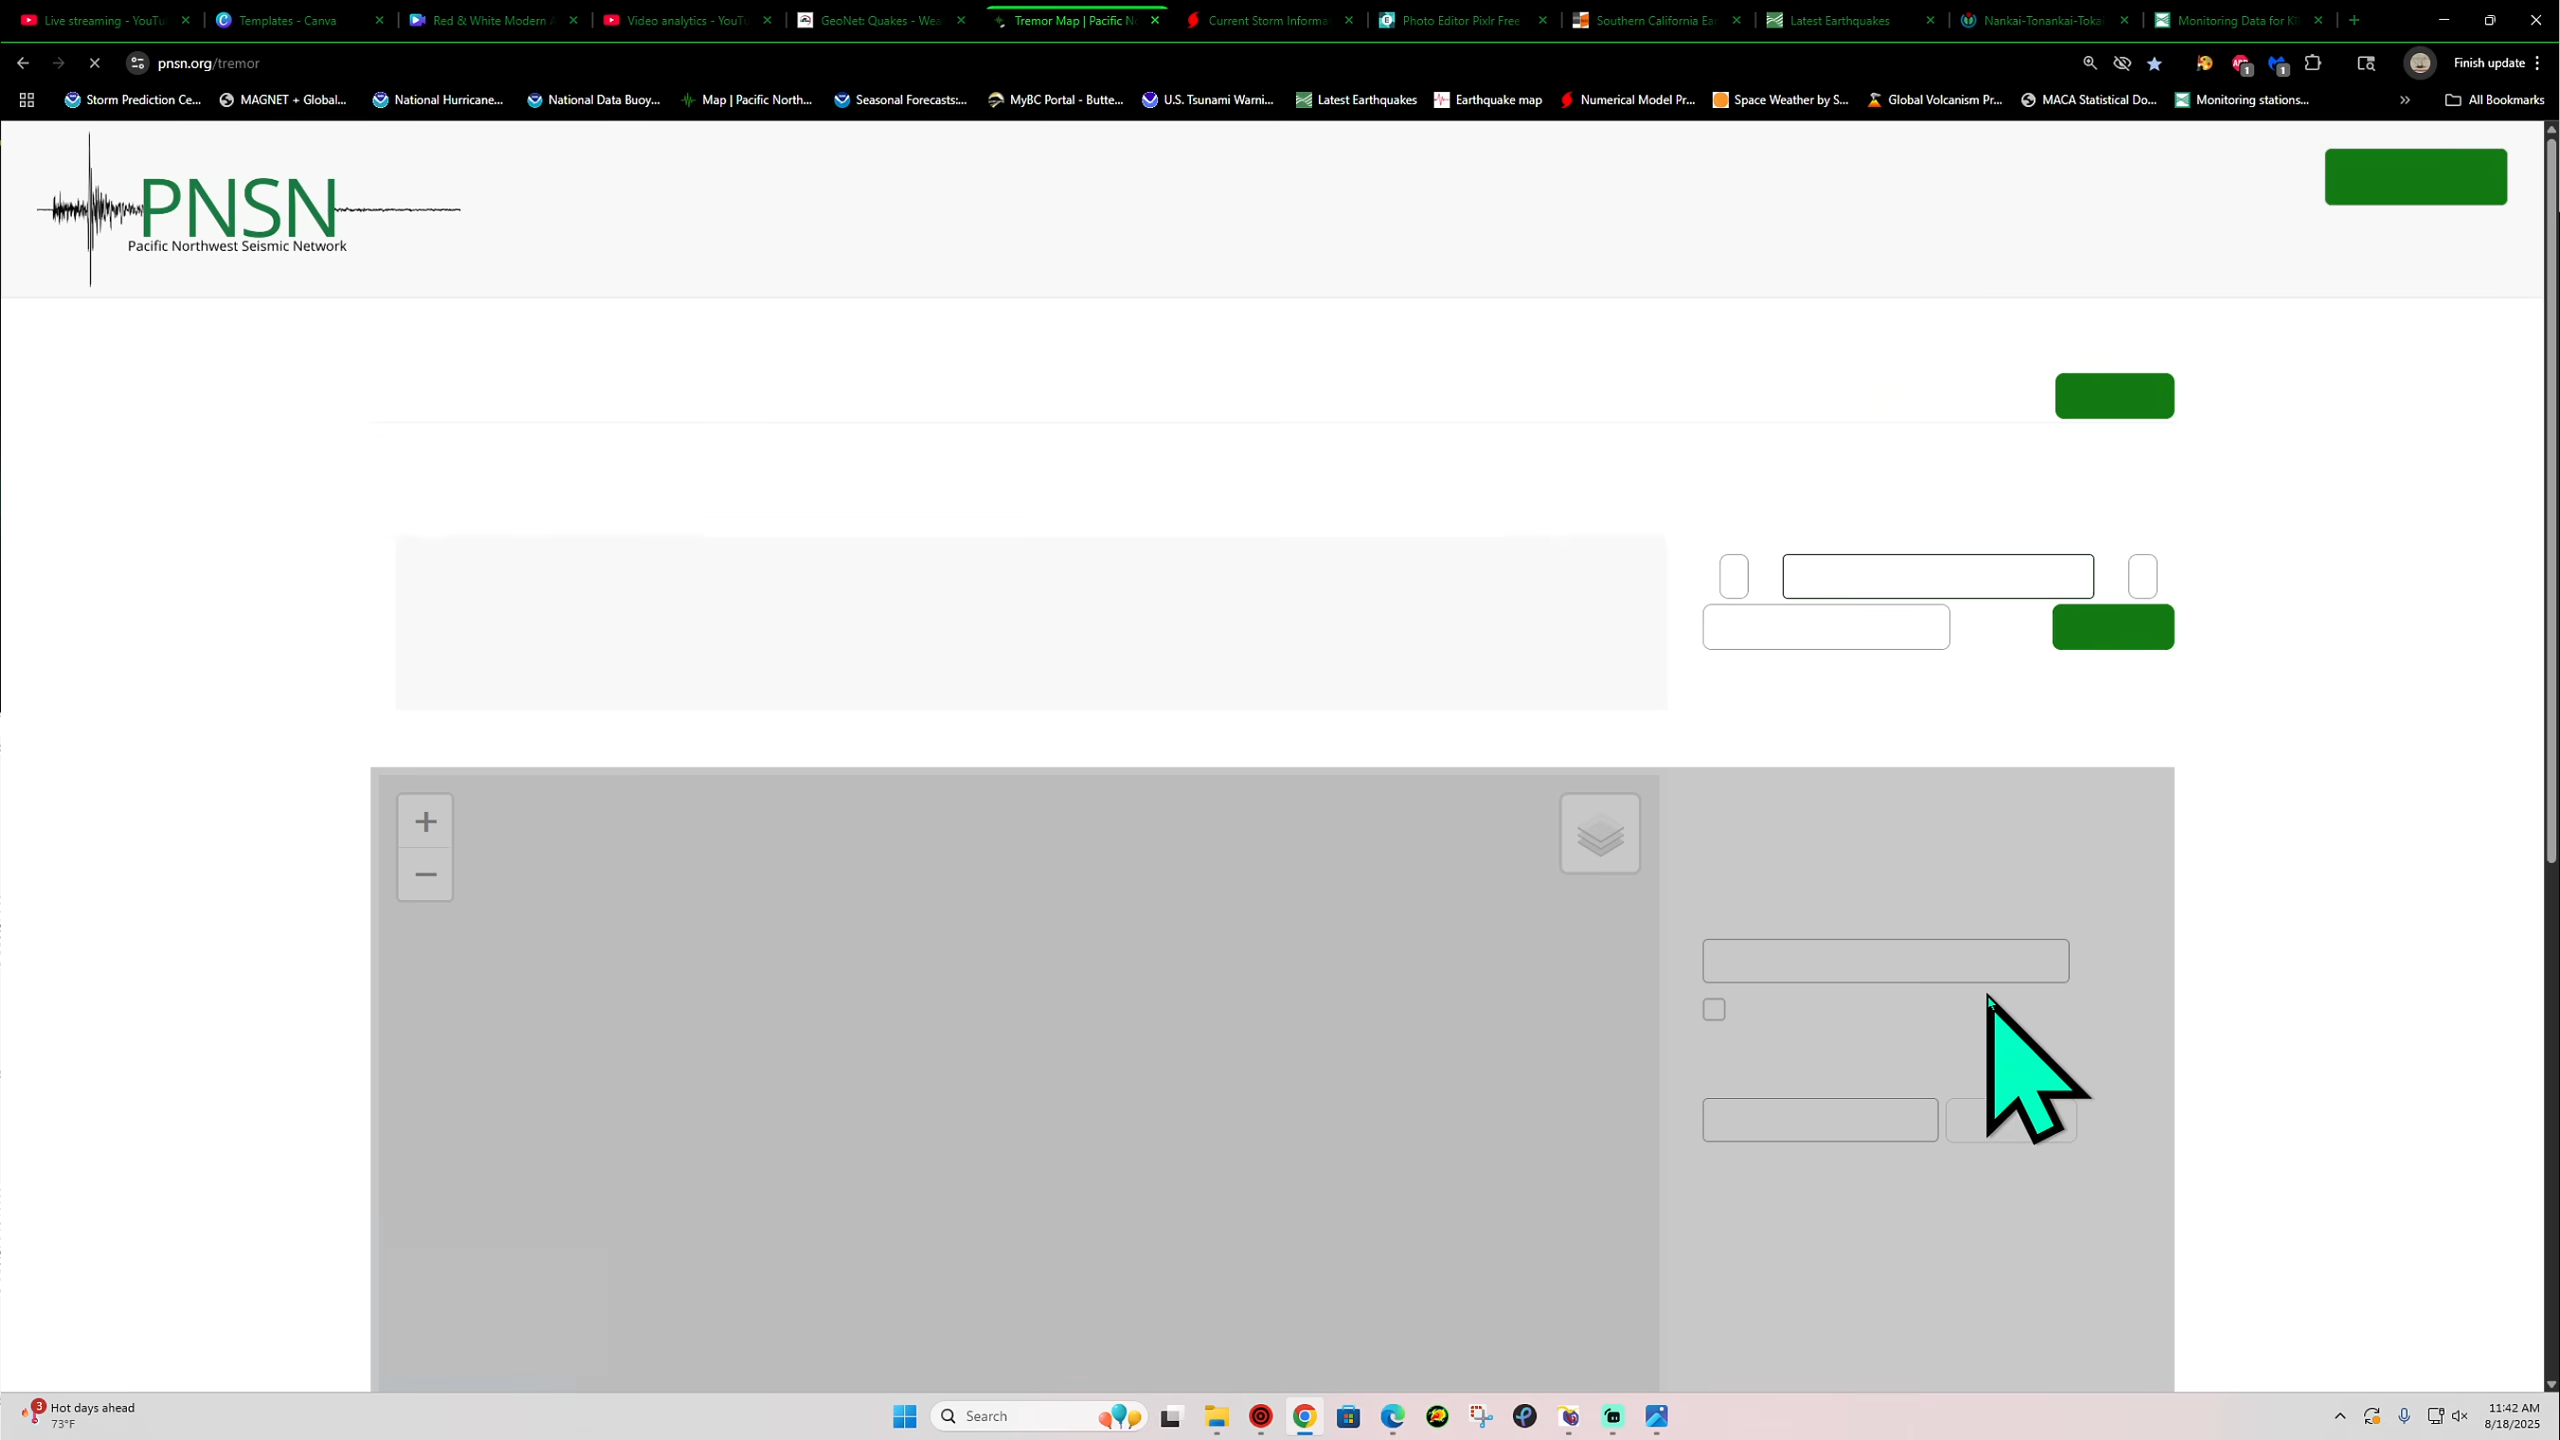 Live streaming - YouTu
Templates - Canva
Red & White Modern A
Video analytics - YouTu
GeoNet: Quakes - Wea
Tremor Map | Pacific N
Current Storm Informa
Photo Editor Pixlr Free
Southern California Ea
Latest Earthquakes
Nankai-Tonankai-Tokai
Monitoring Data for K
pnsn.org/tremor
Finish update
Storm Prediction Ce...
MAGNET + Global...
National Hurricane...
National Data Buoy...
Map | Pacific North...
Seasonal Forecasts:...
MyBC Portal - Butte...
U.S. Tsunami Warni...
Latest Earthquakes
Earthquake map
Numerical Model Pr...
Space Weather by S...
Global Volcanism Pr...
MACA Statistical Do...
Monitoring stations...
»
All Bookmarks
PNSN
Pacific Northwest Seismic Network
+
−
3
Hot days ahead
73°F
Search
11:42 AM
8/18/2025